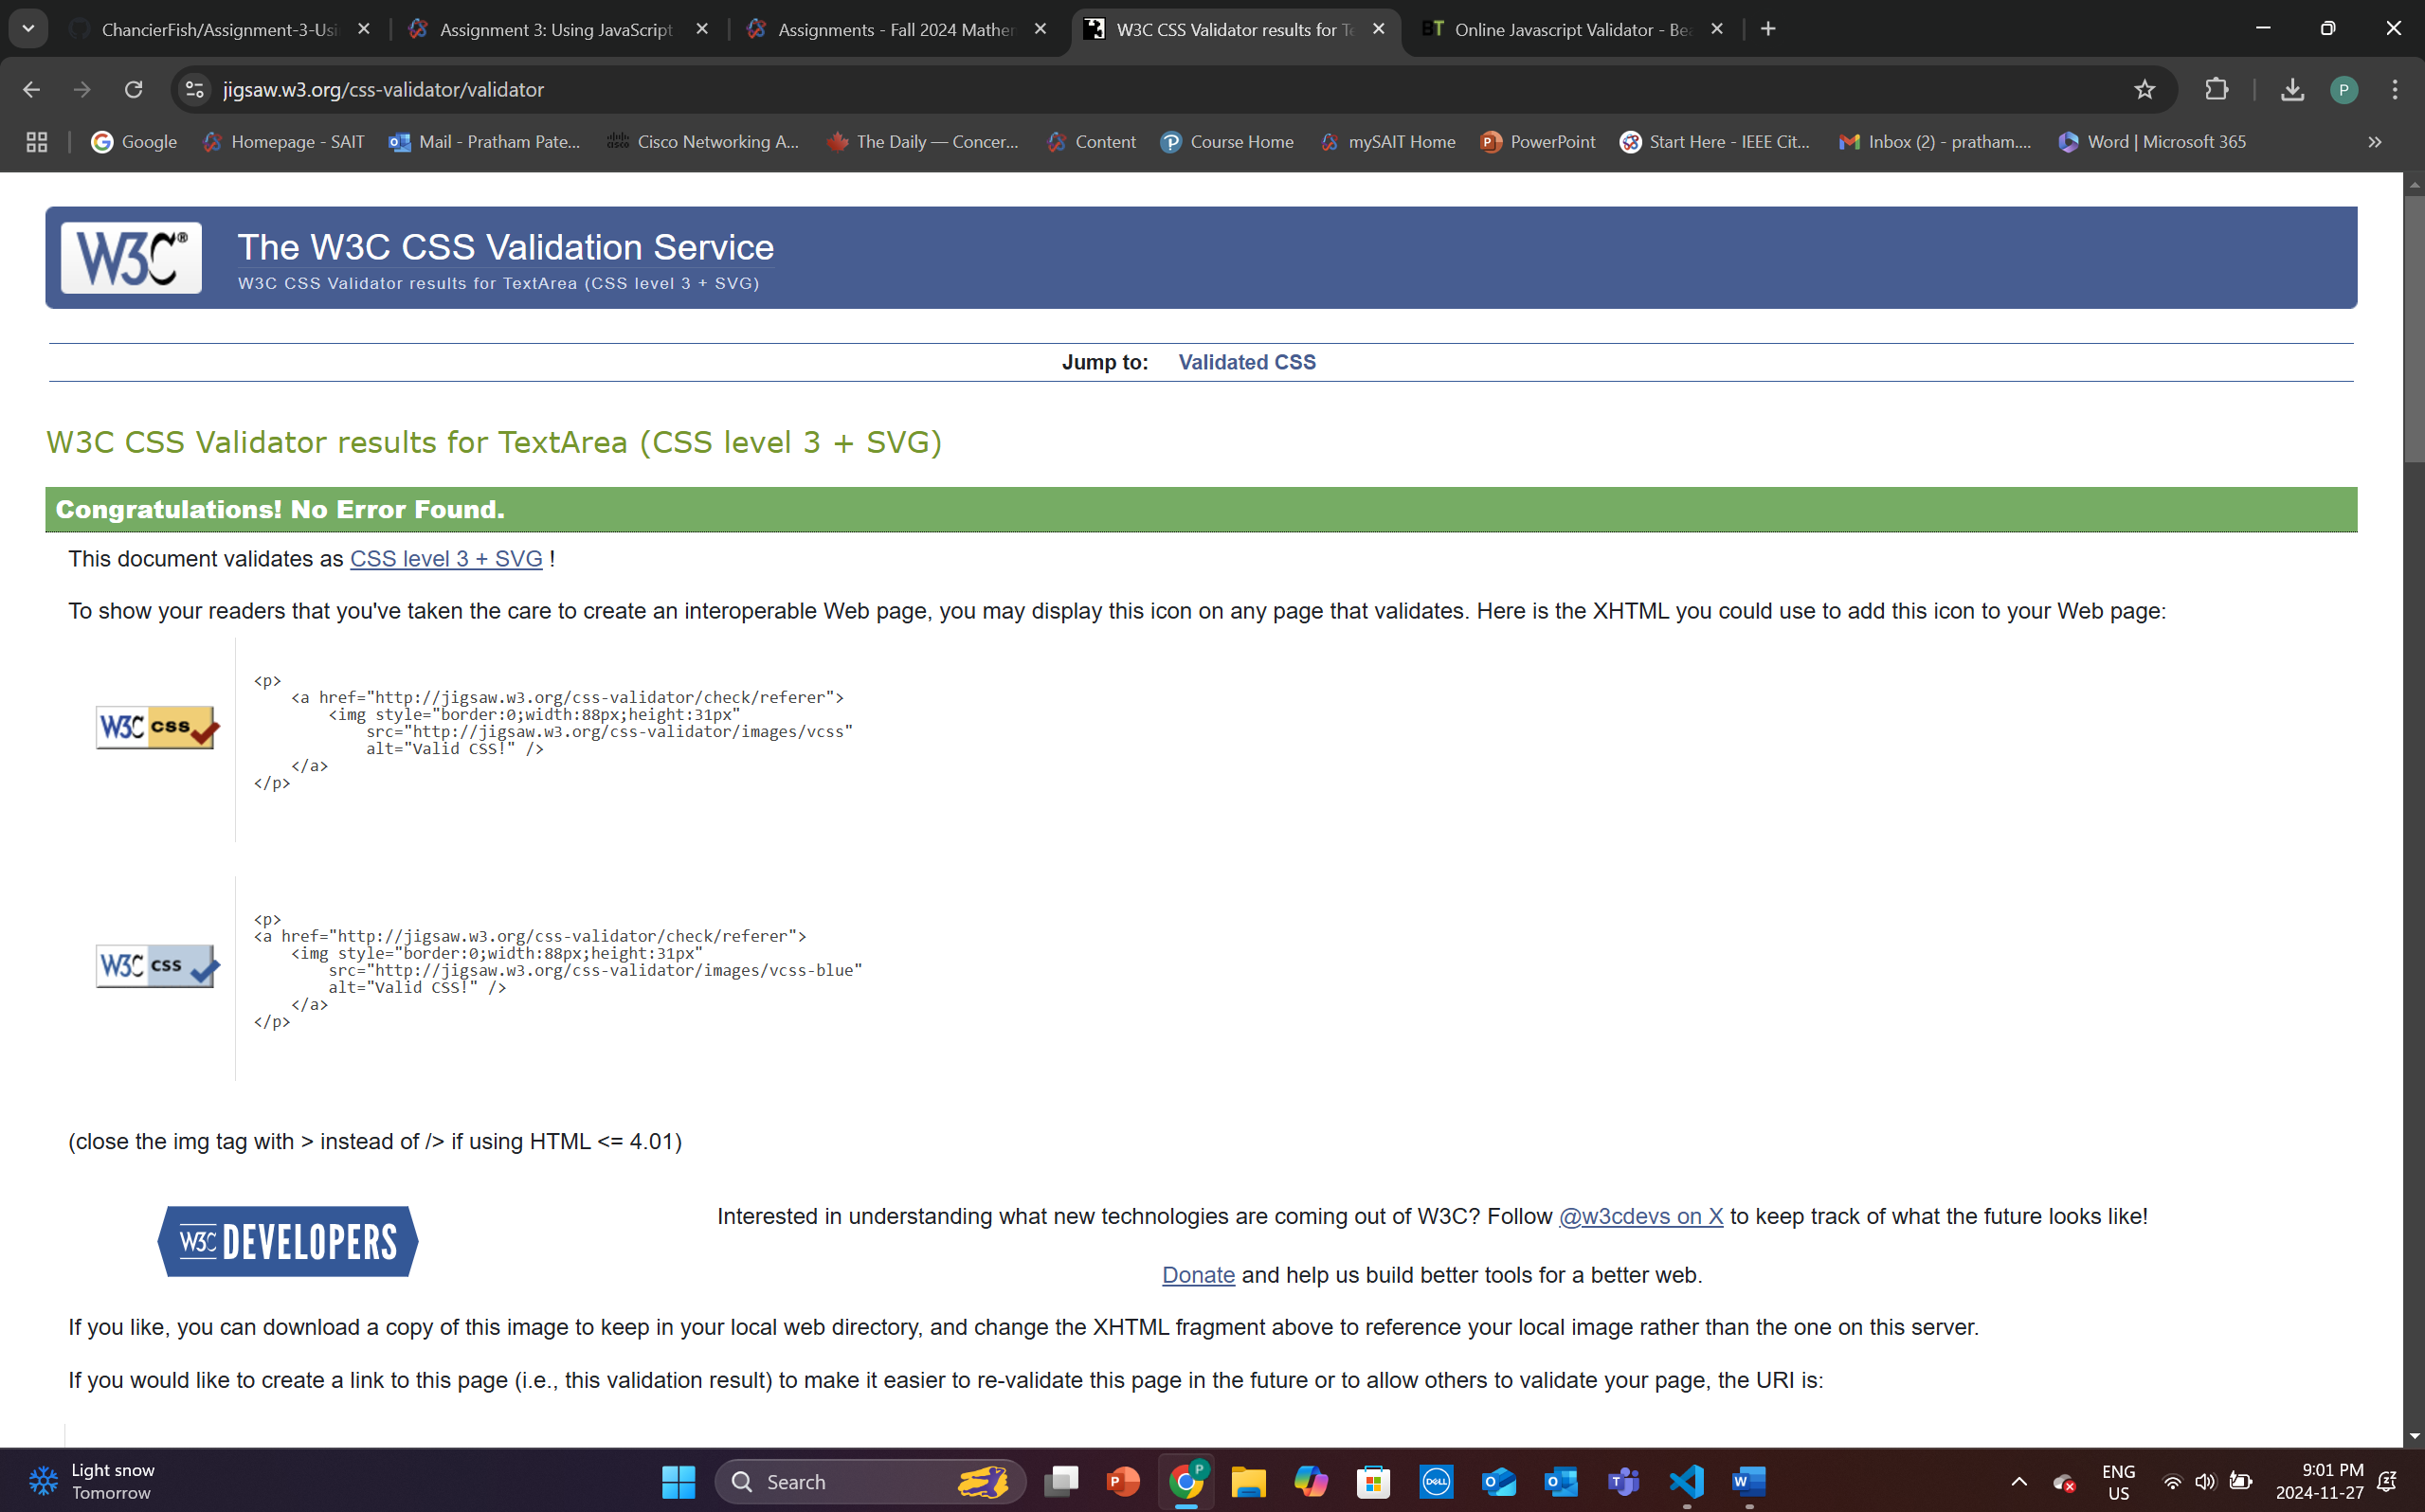 ChancierFish/Assignment-3-Usi
Assignment 3: Using JavaScript
Assignments - Fall 2024 Mather
W3C CSS Validator results for Te
BT Online Javascript Validator - Be
jigsaw.w3.org/css-validator/validator
P
Google
Homepage - SAIT
Mail - Pratham Pate...
Cisco Networking A...
The Daily — Concer...
Content
Course Home
mySAIT Home
PowerPoint
Start Here - IEEE Cit...
Inbox (2) - pratham....
Word | Microsoft 365
W3C®
The W3C CSS Validation Service
W3C CSS Validator results for TextArea (CSS level 3 + SVG)
Jump to: Validated CSS
W3C CSS Validator results for TextArea (CSS level 3 + SVG)
Congratulations! No Error Found.
This document validates as CSS level 3 + SVG !
To show your readers that you've taken the care to create an interoperable Web page, you may display this icon on any page that validates. Here is the XHTML you could use to add this icon to your Web page:
W3C css
<p>
<a href="http://jigsaw.w3.org/css-validator/check/referer">
<img style="border:0;width:88px;height:31px"
src="http://jigsaw.w3.org/css-validator/images/vcss"
alt="Valid CSS!" />
</a>
</p>
W3C css
<p>
<a href="http://jigsaw.w3.org/css-validator/check/referer">
<img style="border:0;width:88px;height:31px"
src="http://jigsaw.w3.org/css-validator/images/vcss-blue"
alt="Valid CSS!" />
</a>
</p>
(close the img tag with > instead of /> if using HTML <= 4.01)
W3C DEVELOPERS
Interested in understanding what new technologies are coming out of W3C? Follow @w3cdevs on X to keep track of what the future looks like!
Donate and help us build better tools for a better web.
If you like, you can download a copy of this image to keep in your local web directory, and change the XHTML fragment above to reference your local image rather than the one on this server.
If you would like to create a link to this page (i.e., this validation result) to make it easier to re-validate this page in the future or to allow others to validate your page, the URI is:
Light snow
Tomorrow
Search
DELL
ENG
US
9:01 PM
2024-11-27